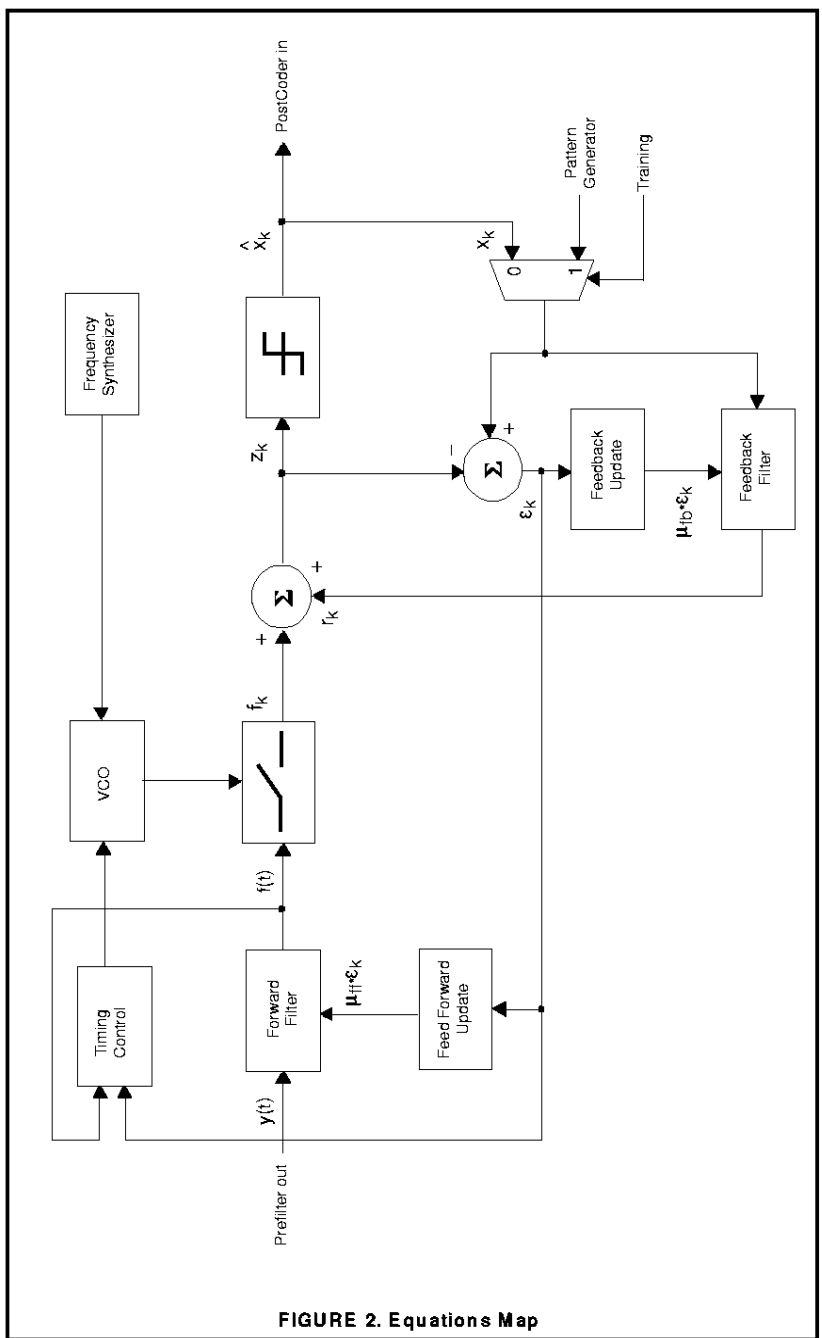 Frequency
Synthesizer
VCO
Timing
Control
PostCoder in
x̂k
zk
fk
f(t)
y(t)
Prefilter out
Forward
Filter
μff*εk
Feed Forward
Update
Σ
+
+
rk
Σ
-
+
εk
xk
0
1
Pattern
Generator
Training
Feedback
Update
μfb*εk
Feedback
Filter
FIGURE 2. Equations Map